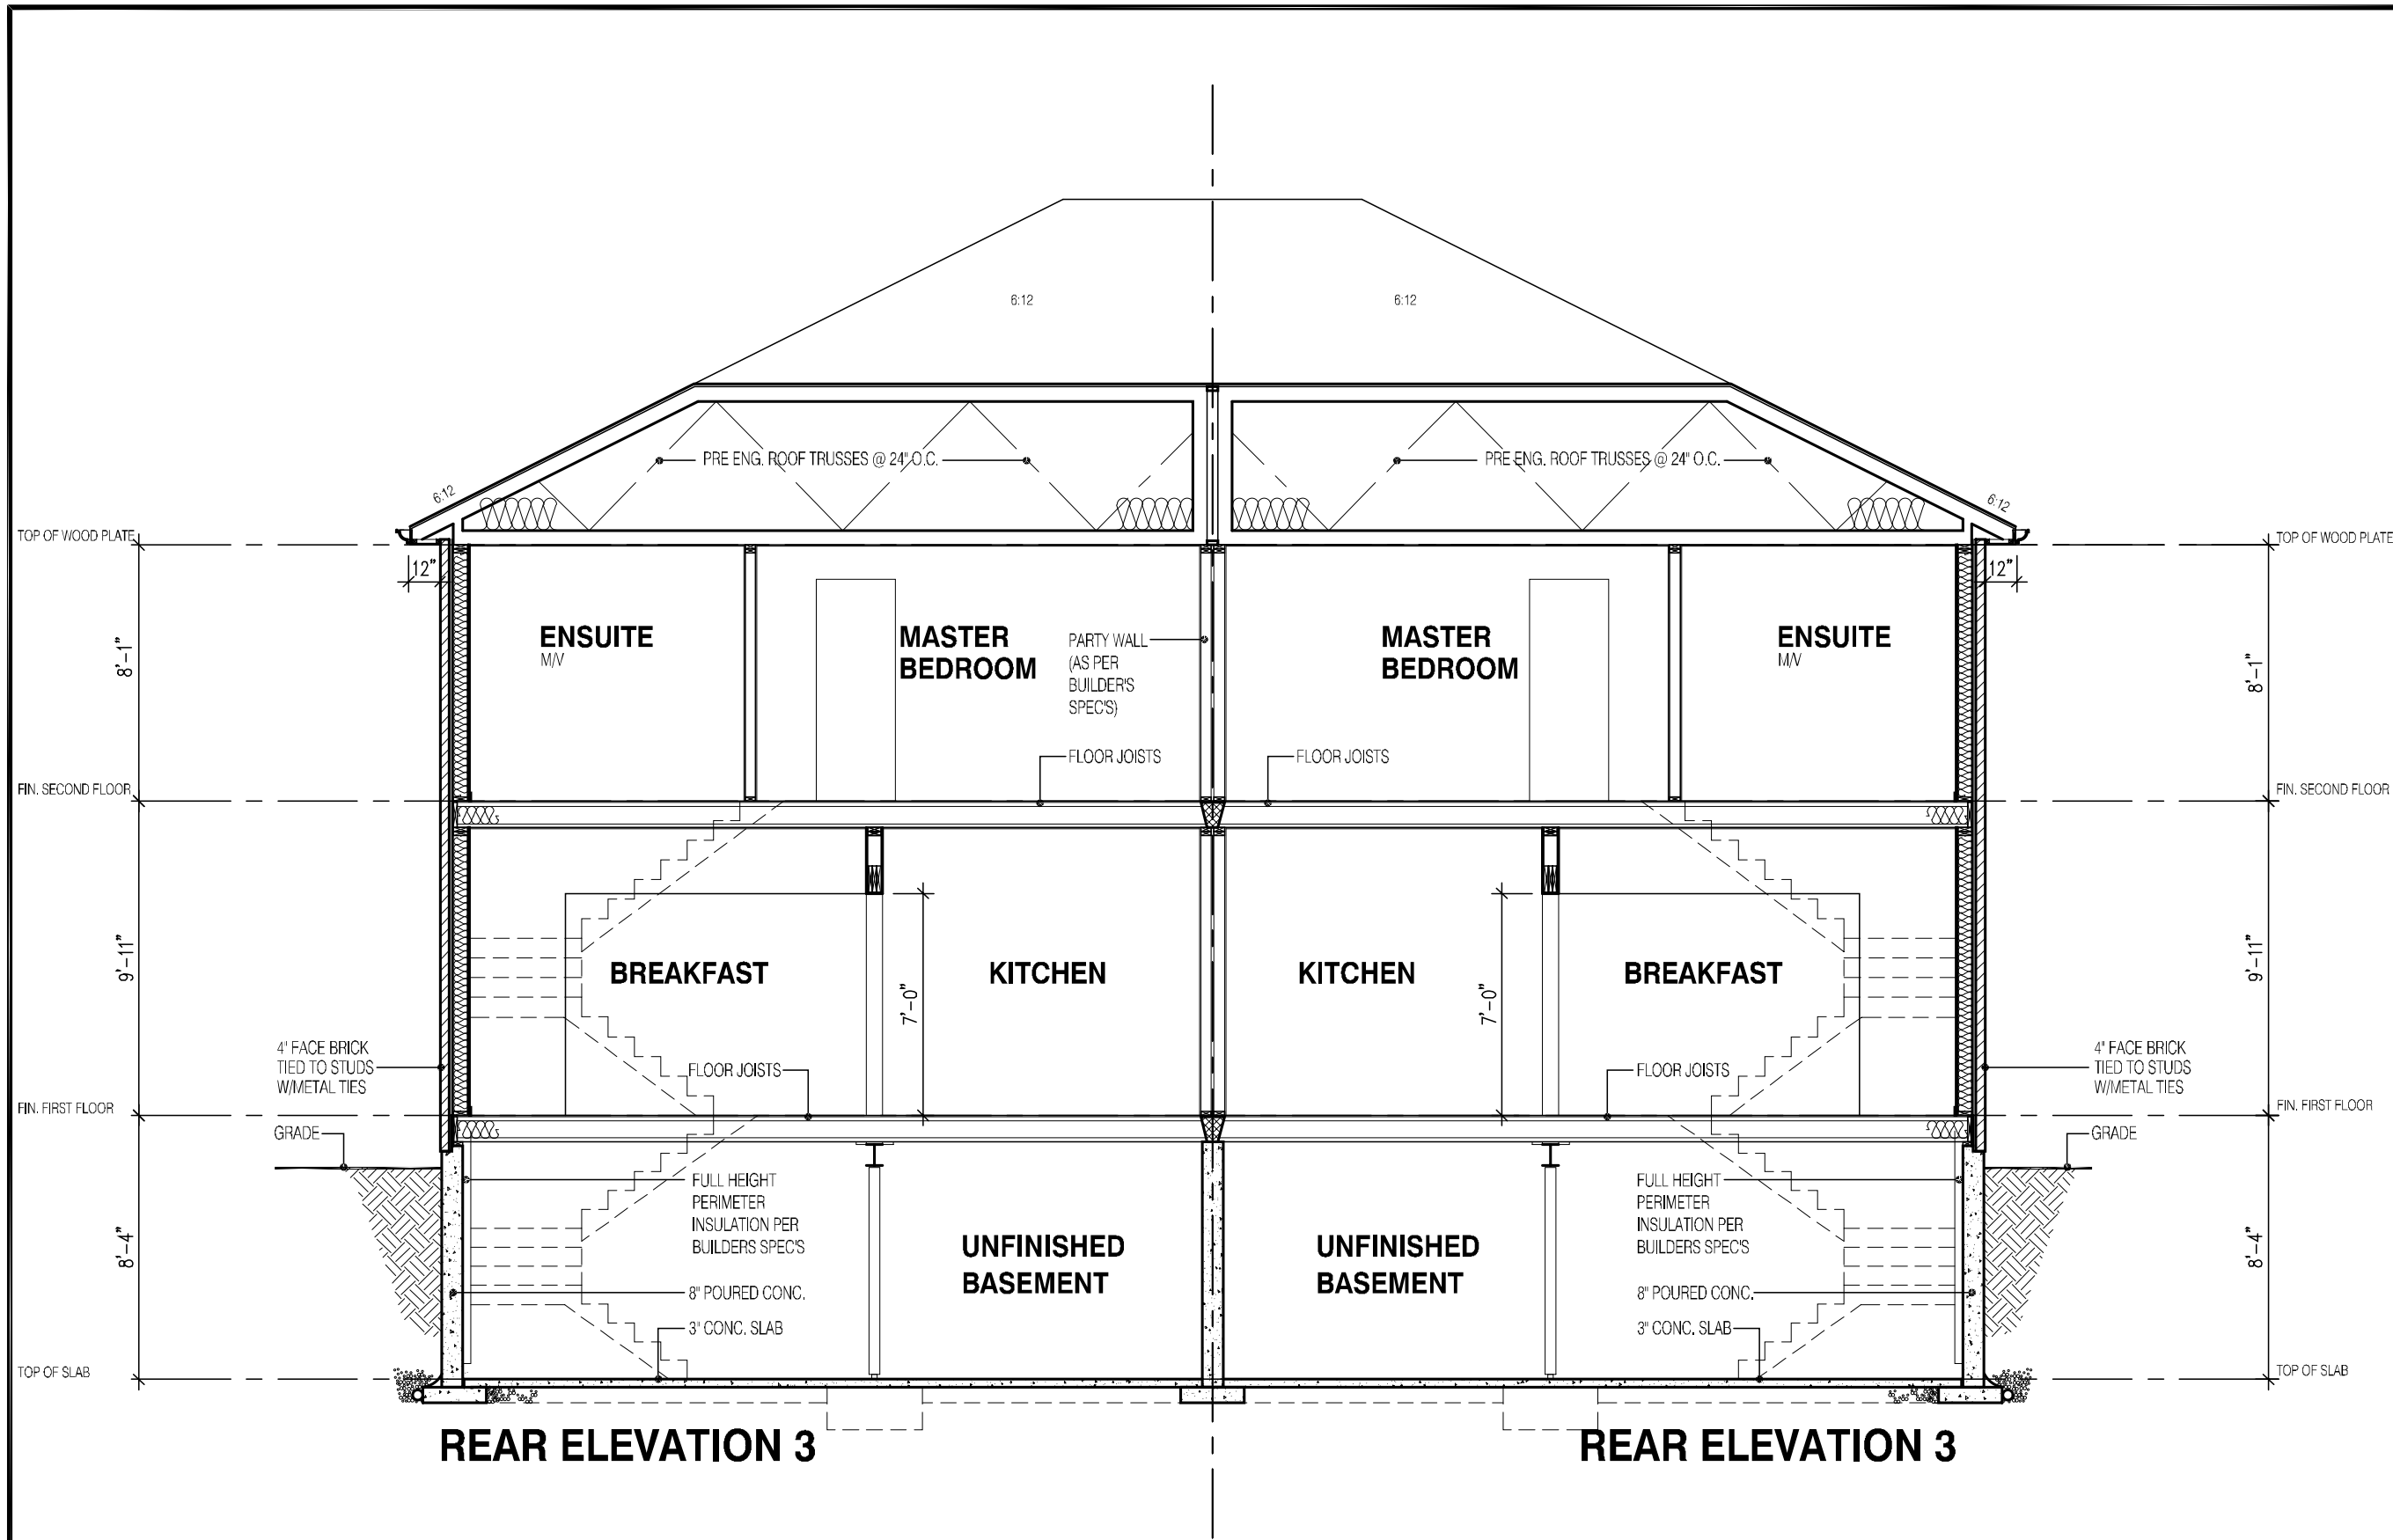 6:12
6:12
PRE ENG. ROOF TRUSSES @ 24" O.C.
PRE ENG. ROOF TRUSSES @ 24" O.C.
6:12
6:12
TOP OF WOOD PLATE
TOP OF WOOD PLATE
12"
12"
8'-1"
ENSUITE
M/V
MASTER
BEDROOM
PARTY WALL
(AS PER
BUILDER'S
SPEC'S)
MASTER
BEDROOM
ENSUITE
M/V
8'-1"
FLOOR JOISTS
FLOOR JOISTS
FIN. SECOND FLOOR
FIN. SECOND FLOOR
9'-11"
BREAKFAST
7'-0"
KITCHEN
KITCHEN
7'-0"
BREAKFAST
9'-11"
4" FACE BRICK
TIED TO STUDS
W/METAL TIES
FLOOR JOISTS
FLOOR JOISTS
4" FACE BRICK
TIED TO STUDS
W/METAL TIES
FIN. FIRST FLOOR
FIN. FIRST FLOOR
GRADE
GRADE
8'-4"
FULL HEIGHT
PERIMETER
INSULATION PER
BUILDERS SPEC'S
UNFINISHED
BASEMENT
UNFINISHED
BASEMENT
FULL HEIGHT
PERIMETER
INSULATION PER
BUILDERS SPEC'S
8'-4"
8" POURED CONC.
8" POURED CONC.
3" CONC. SLAB
3" CONC. SLAB
TOP OF SLAB
TOP OF SLAB
REAR ELEVATION 3
REAR ELEVATION 3